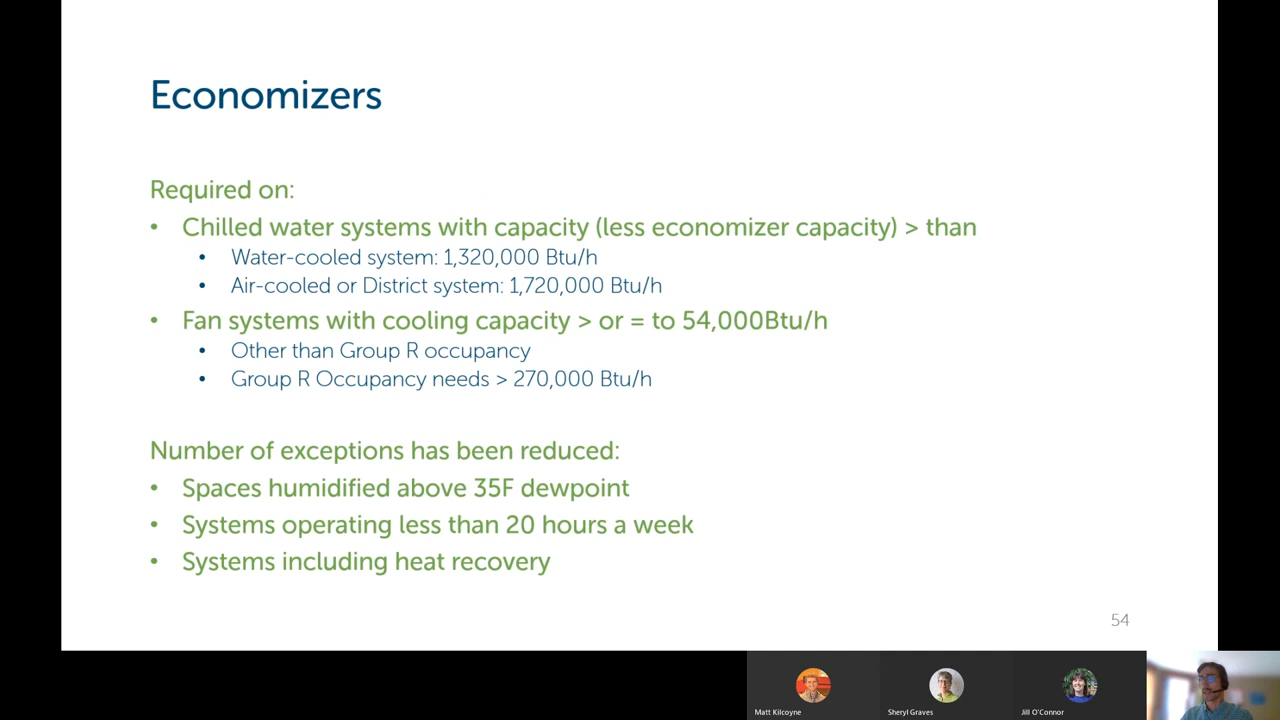 Economizers
Required on:
• Chilled water systems with capacity (less economizer capacity) > than
• Water-cooled system: 1,320,000 Btu/h
• Air-cooled or District system: 1,720,000 Btu/h
• Fan systems with cooling capacity > or = to 54,000Btu/h
• Other than Group R occupancy
• Group R Occupancy needs > 270,000 Btu/h
Number of exceptions has been reduced:
• Spaces humidified above 35F dewpoint
• Systems operating less than 20 hours a week
• Systems including heat recovery
54
Matt Kilcoyne
Sheryl Graves
Jill O'Connor